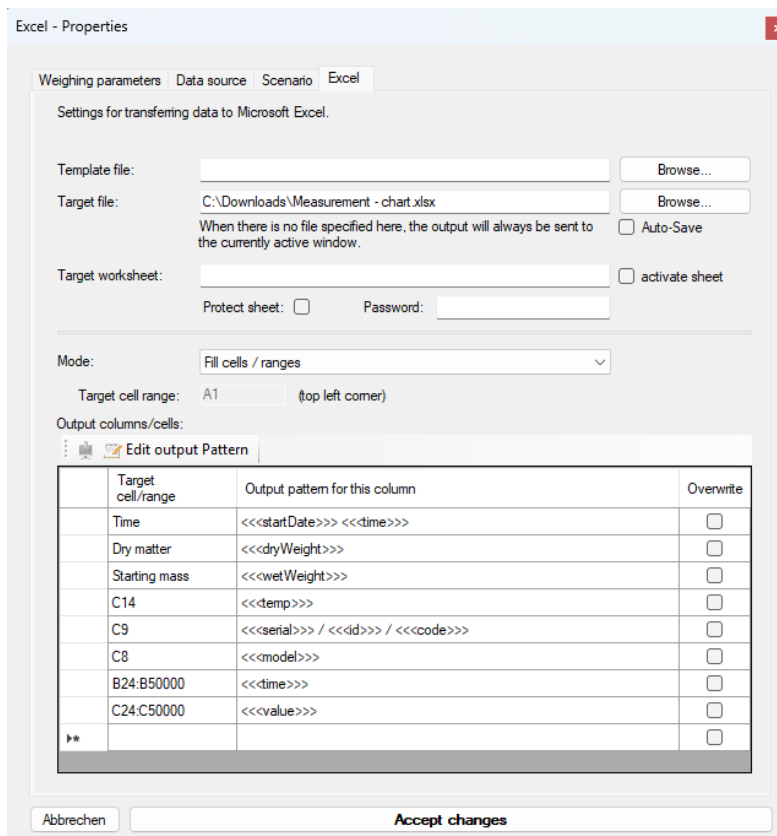 Excel - Properties
Weighing parameters Data source Scenario Excel
Settings for transferring data to Microsoft Excel.
Template file: Browse...
Target file: C:\Downloads\Measurement - chart.xlsx Browse...
When there is no file specified here, the output will always be sent to Auto-Save
the currently active window.
Target worksheet: activate sheet
Protect sheet: Password:
Mode: Fill cells / ranges
Target cell range: A1 (top left corner)
Output columns/cells:
Edit output Pattern
Target
cell/range Output pattern for this column Overwrite
Time <<<startDate>>> <<<time>>>
Dry matter <<<dryWeight>>>
Starting mass <<<wetWeight>>>
C14 <<<temp>>>
C9 <<<serial>>> / <<<id>>> / <<<code>>>
C8 <<<model>>>
B24:B50000 <<<time>>>
C24:C50000 <<<value>>>
Abbrechen Accept changes